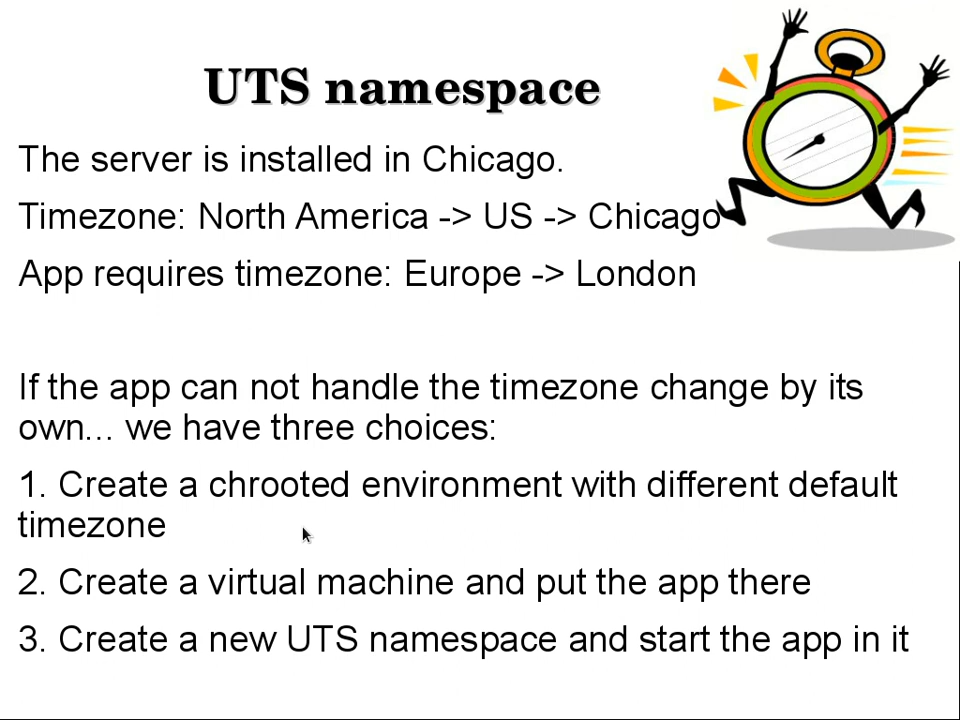 UTS namespace
The server is installed in Chicago.
Timezone: North America -> US -> Chicago
App requires timezone: Europe -> London
If the app can not handle the timezone change by its
own... we have three choices:
1. Create a chrooted environment with different default
timezone
2. Create a virtual machine and put the app there
3. Create a new UTS namespace and start the app in it